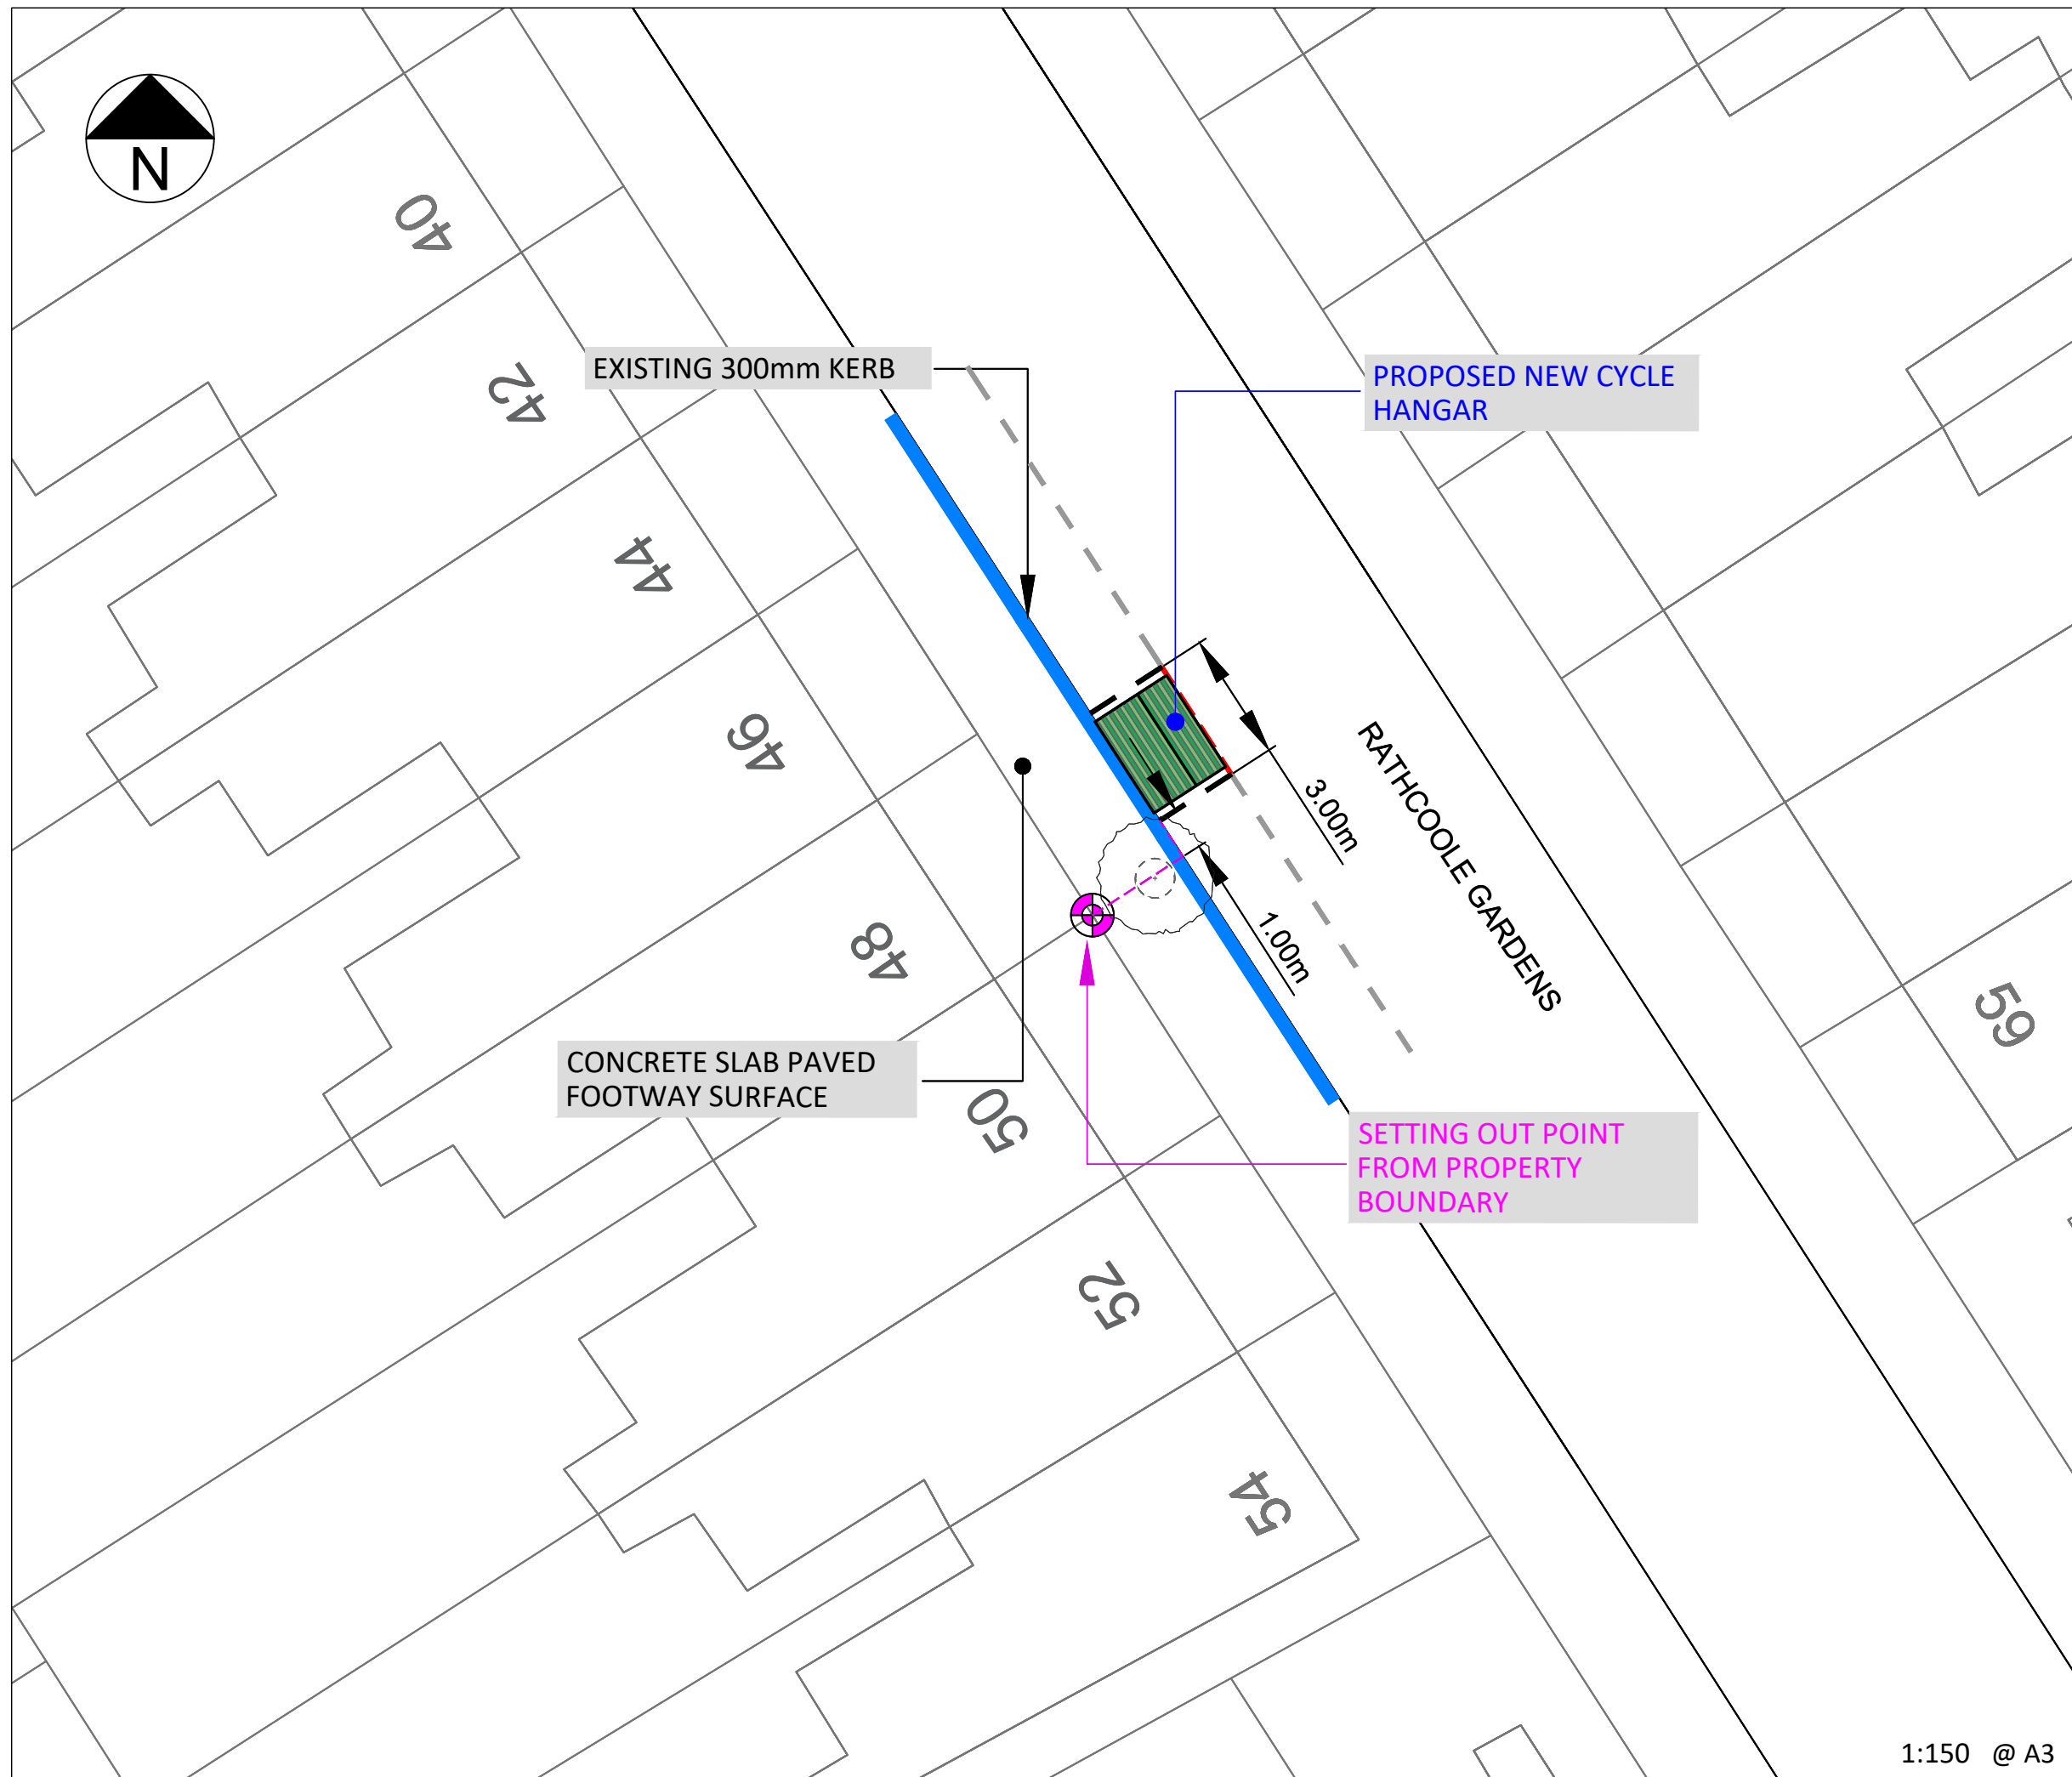 N
40
42
EXISTING 300mm KERB
PROPOSED NEW CYCLE
HANGAR
44
46
3.00m
RATHCOOLE GARDENS
48
1.00m
59
CONCRETE SLAB PAVED
FOOTWAY SURFACE
50
SETTING OUT POINT
FROM PROPERTY
BOUNDARY
52
54
1:150 @ A3